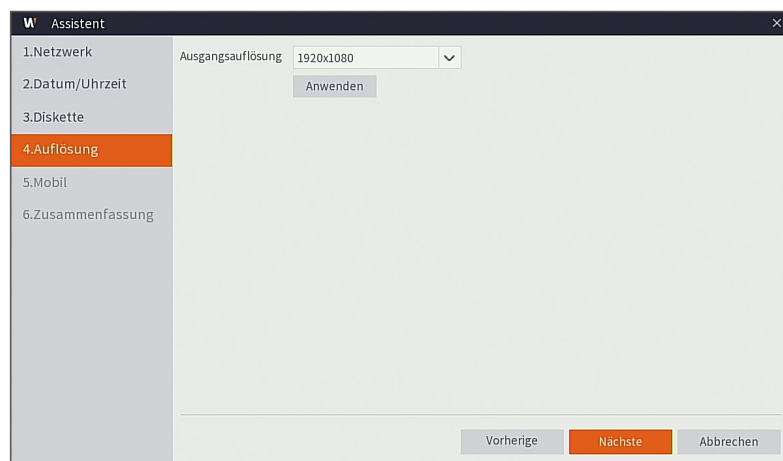 W Assistent
1.Netzwerk
2.Datum/Uhrzeit
3.Diskette
4.Auflösung
5.Mobil
6.Zusammenfassung
Ausgangsauflösung 1920x1080
Anwenden
Vorherige Nächste Abbrechen